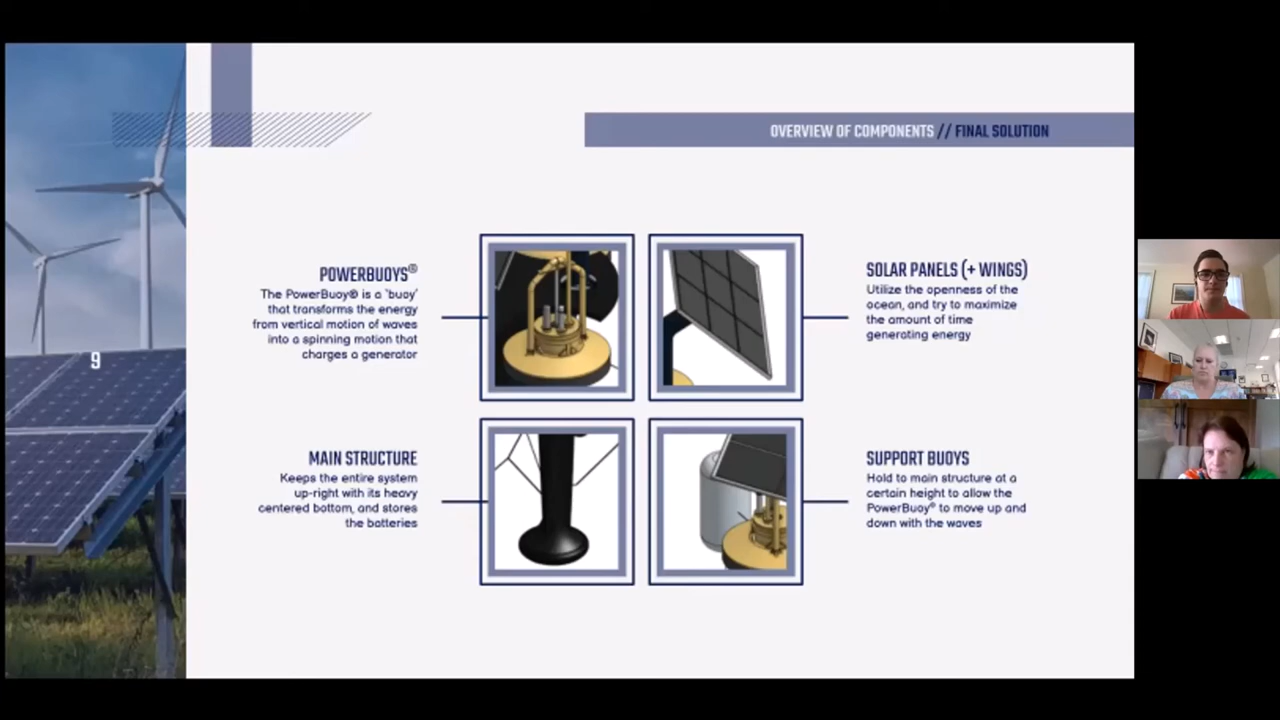 OVERVIEW OF COMPONENTS // FINAL SOLUTION
POWERBUOYS®
The PowerBuoy® is a 'buoy'
that transforms the energy
from vertical motion of waves
into a spinning motion that
charges a generator
SOLAR PANELS (+ WINGS)
Utilize the openness of the
ocean, and try to maximize
the amount of time
generating energy
9
MAIN STRUCTURE
Keeps the entire system
up-right with its heavy
centered bottom, and stores
the batteries
SUPPORT BUOYS
Hold to main structure at a
certain height to allow the
PowerBuoy® to move up and
down with the waves